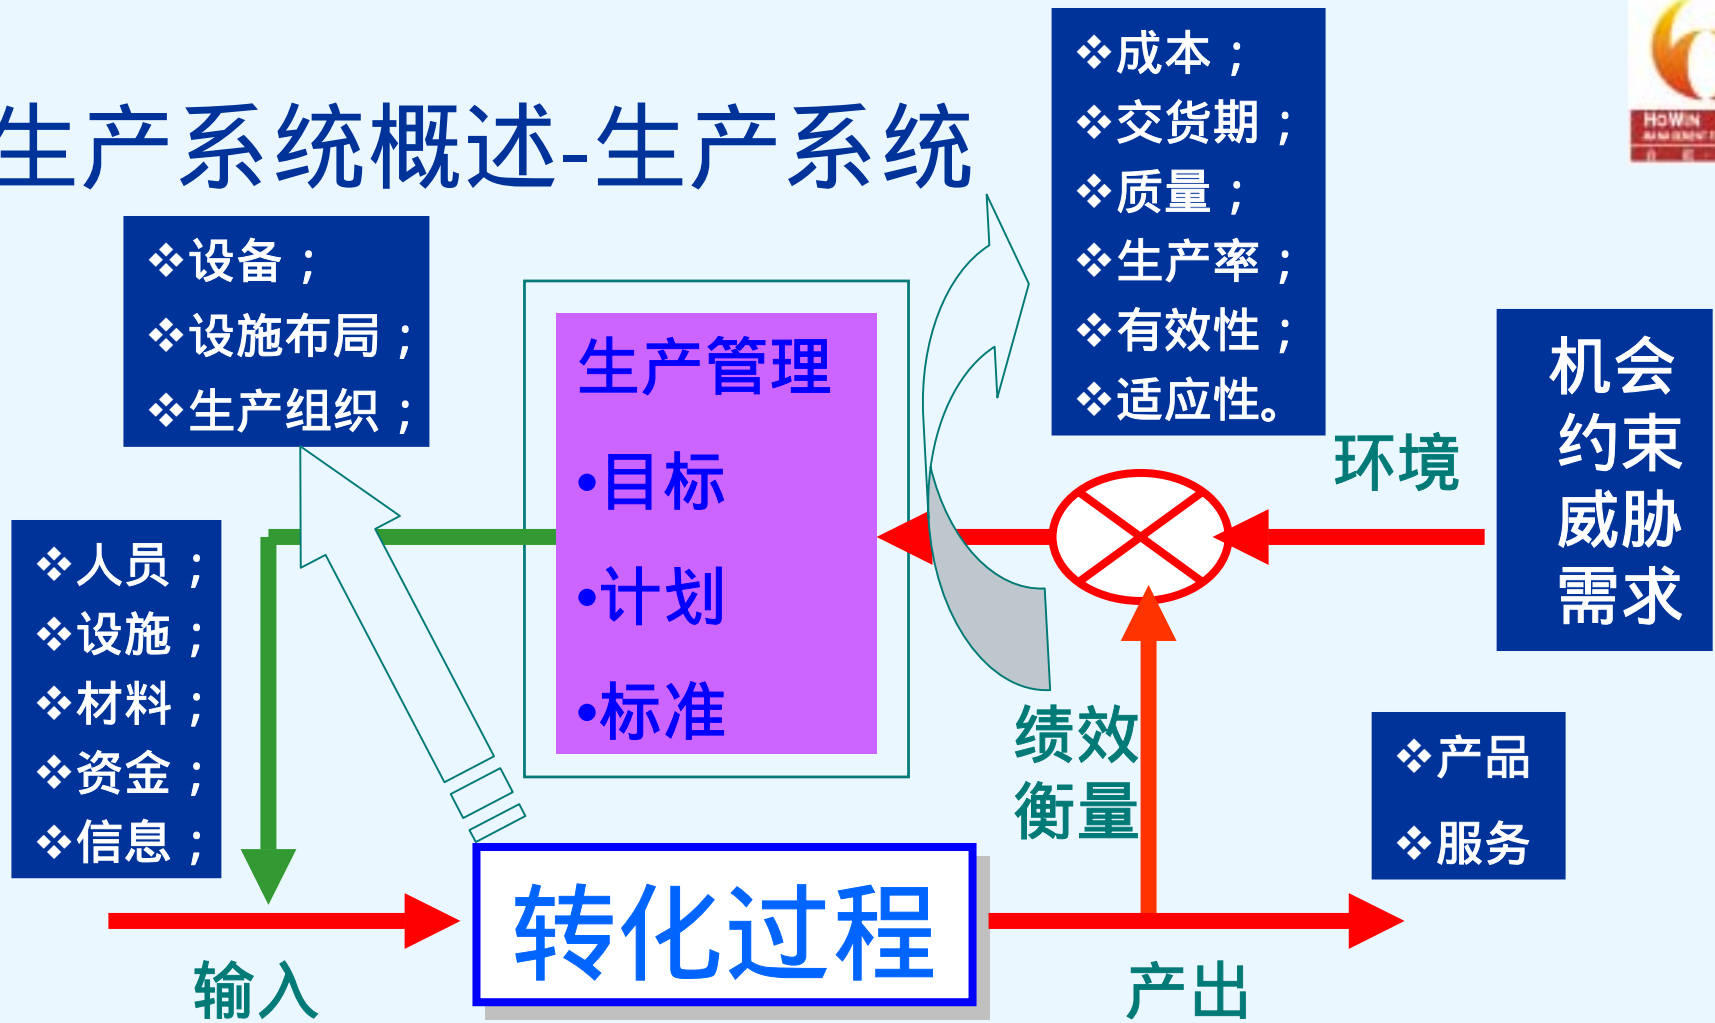 生产系统概述-生产系统
❖成本；
❖交货期；
❖质量；
❖生产率；
❖有效性；
❖适应性。
HOWIN
❖设备；
❖设施布局；
❖生产组织；
生产管理
•目标
•计划
•标准
环境
机会
约束
威胁
需求
❖人员；
❖设施；
❖材料；
❖资金；
❖信息；
绩效
衡量
❖产品
❖服务
转化过程
输入
产出